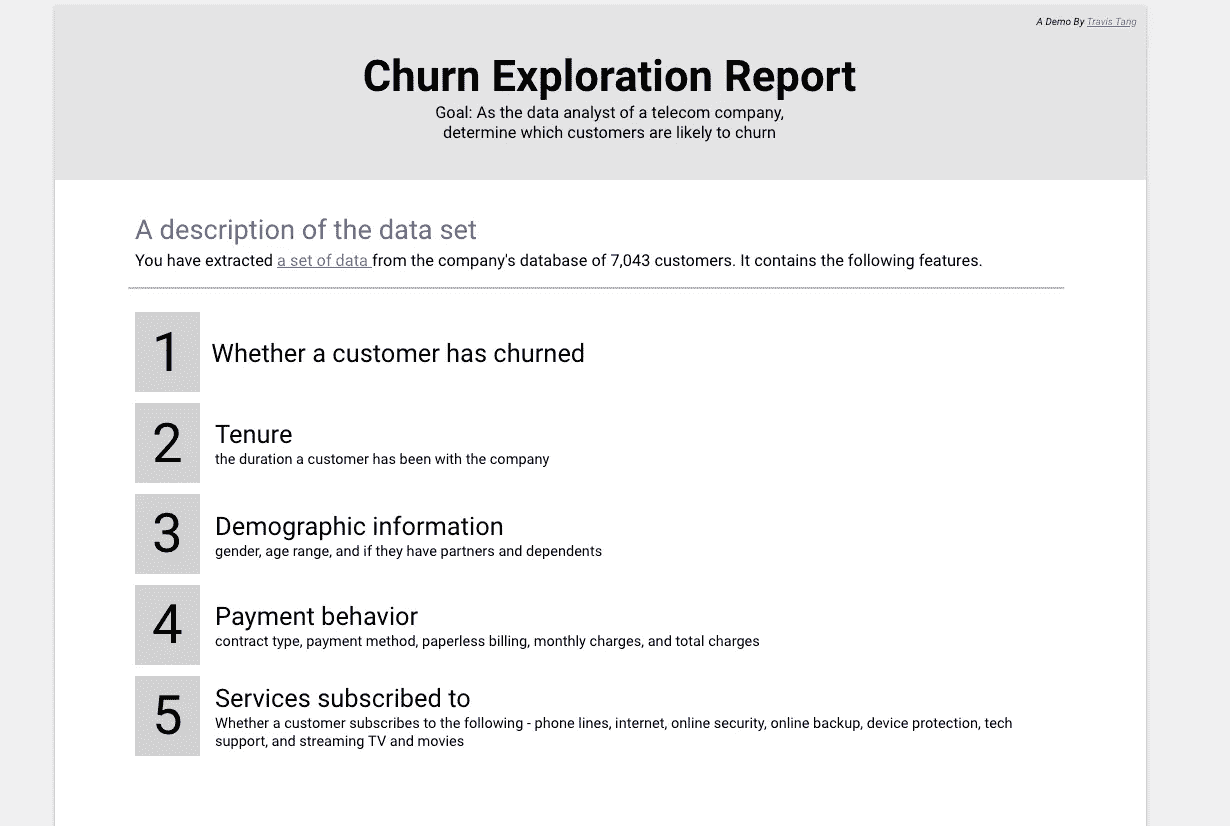 A Demo By Travis Tang
Churn Exploration Report
Goal: As the data analyst of a telecom company,
determine which customers are likely to churn
A description of the data set
You have extracted a set of data from the company's database of 7,043 customers. It contains the following features.
1
Whether a customer has churned
2
Tenure
the duration a customer has been with the company
3
Demographic information
gender, age range, and if they have partners and dependents
4
Payment behavior
contract type, payment method, paperless billing, monthly charges, and total charges
5
Services subscribed to
Whether a customer subscribes to the following - phone lines, internet, online security, online backup, device protection, tech
support, and streaming TV and movies